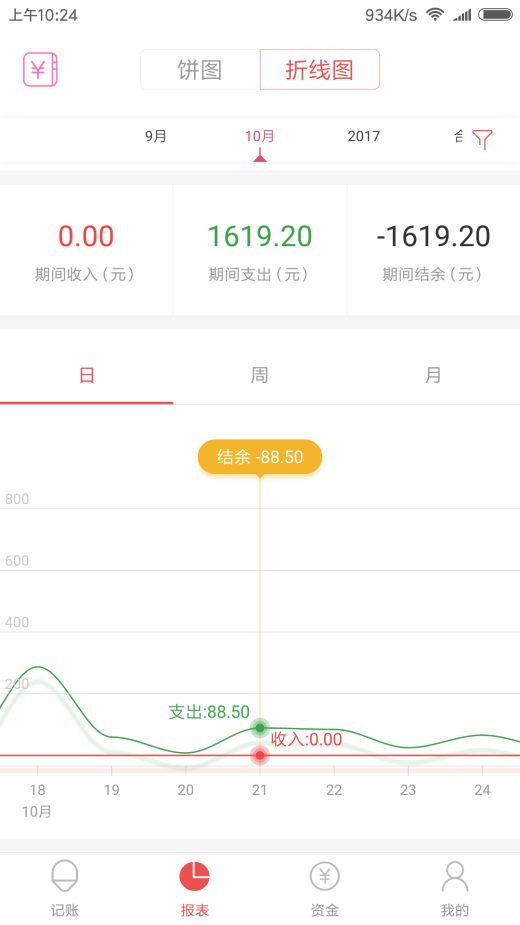 上午10:24
934K/s
¥
饼图
折线图
9月
10月
2017
0.00
1619.20
-1619.20
期间收入(元)
期间支出(元)
期间结余(元)
日
周
月
结余 -88.50
800
600
400
200
支出:88.50
收入:0.00
18
19
20
21
22
23
24
10月
¥
记账
报表
资金
我的